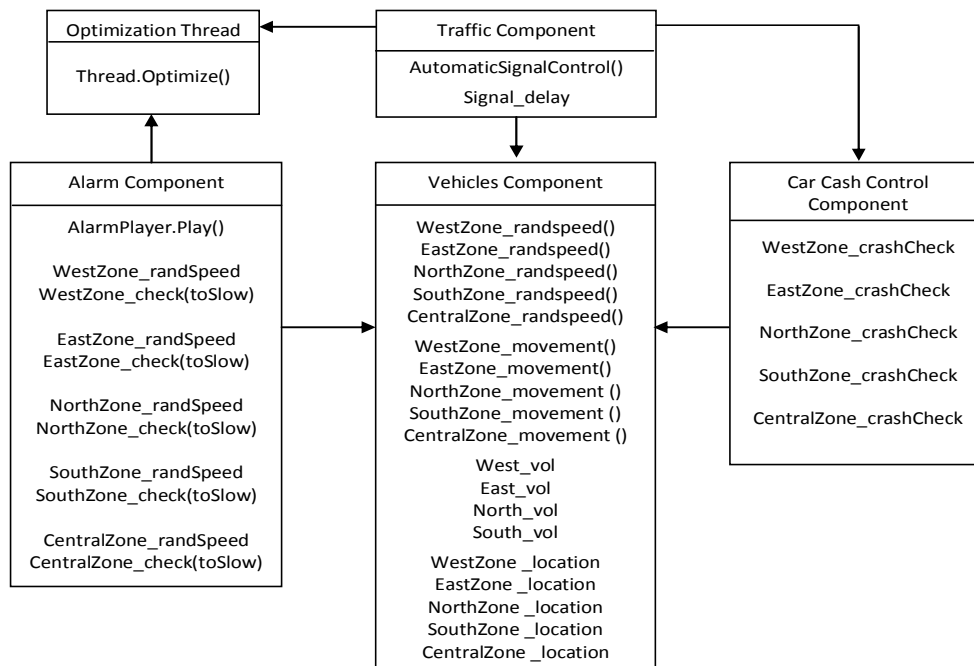 Optimization Thread
Thread.Optimize()
Traffic Component
AutomaticSignalControl()
Signal_delay
Alarm Component
AlarmPlayer.Play()
WestZone_randSpeed
WestZone_check(toSlow)
EastZone_randSpeed
EastZone_check(toSlow)
NorthZone_randSpeed
NorthZone_check(toSlow)
SouthZone_randSpeed
SouthZone_check(toSlow)
CentralZone_randSpeed
CentralZone_check(toSlow)
Vehicles Component
WestZone_randspeed()
EastZone_randspeed()
NorthZone_randspeed()
SouthZone_randspeed()
CentralZone_randspeed()
WestZone_movement()
EastZone_movement()
NorthZone_movement ()
SouthZone_movement ()
CentralZone_movement ()
West_vol
East_vol
North_vol
South_vol
WestZone _location
EastZone _location
NorthZone _location
SouthZone _location
CentralZone _location
Car Cash Control
Component
WestZone_crashCheck
EastZone_crashCheck
NorthZone_crashCheck
SouthZone_crashCheck
CentralZone_crashCheck